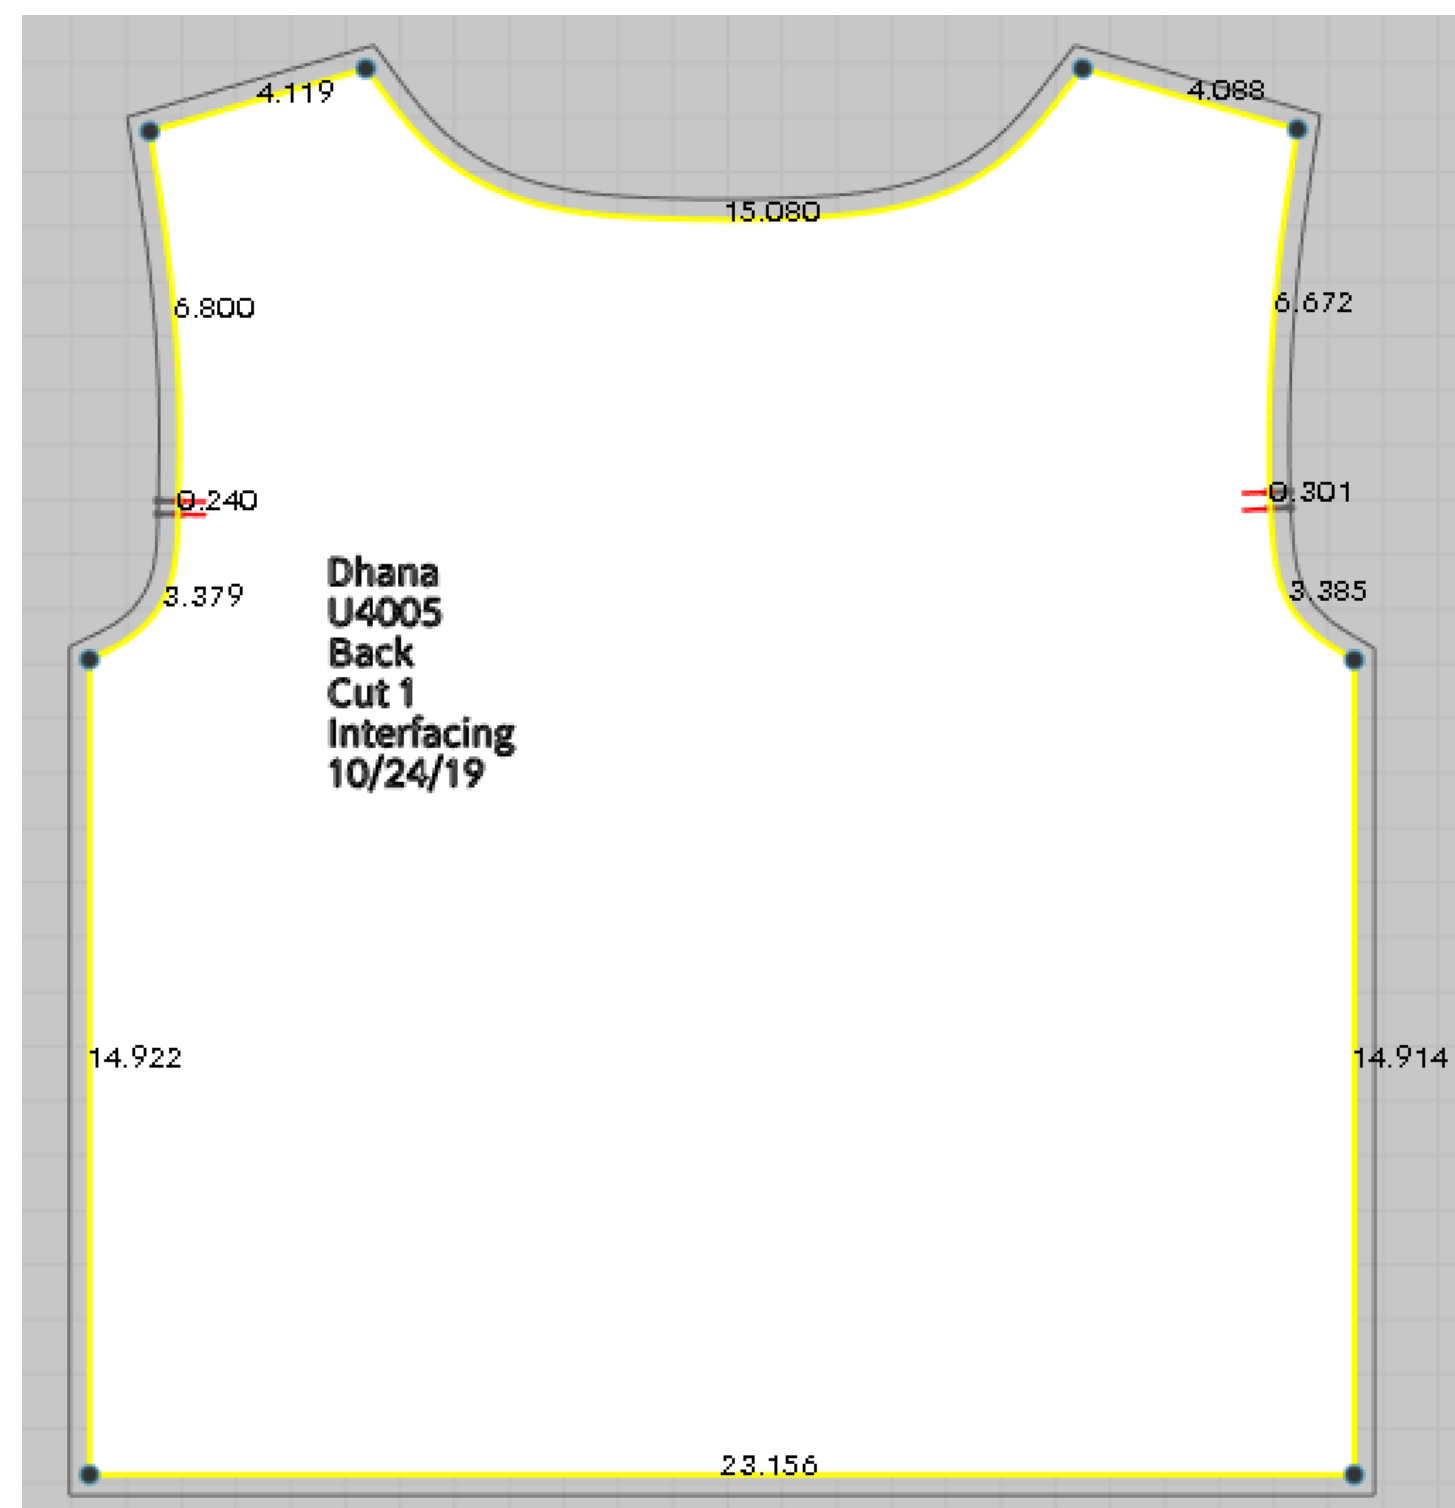 4.119
4.088
15.080
6.800
6.672
0.240
0.301
Dhana
U4005
Back
Cut 1
Interfacing
10/24/19
3.379
3.385
14.922
14.914
23.156